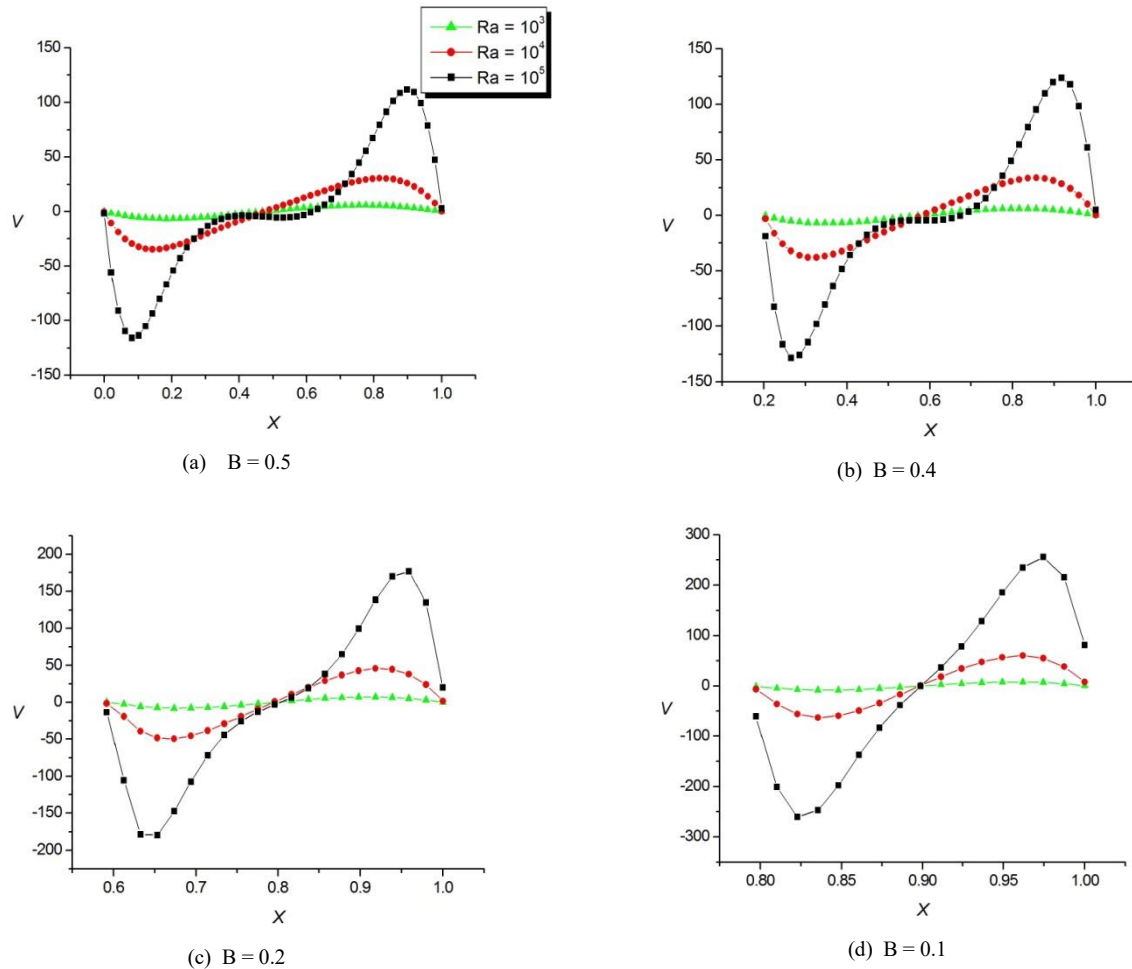 Ra = 10³
Ra = 10⁴
Ra = 10⁵
150
100
50
0
-50
-100
-150
V
0.0 0.2 0.4 0.6 0.8 1.0
X
(a) B = 0.5
150
100
50
0
-50
-100
-150
V
0.2 0.4 0.6 0.8 1.0
X
(b) B = 0.4
200
150
100
50
0
-50
-100
-150
-200
V
0.6 0.7 0.8 0.9 1.0
X
(c) B = 0.2
300
200
100
0
-100
-200
-300
V
0.80 0.85 0.90 0.95 1.00
X
(d) B = 0.1